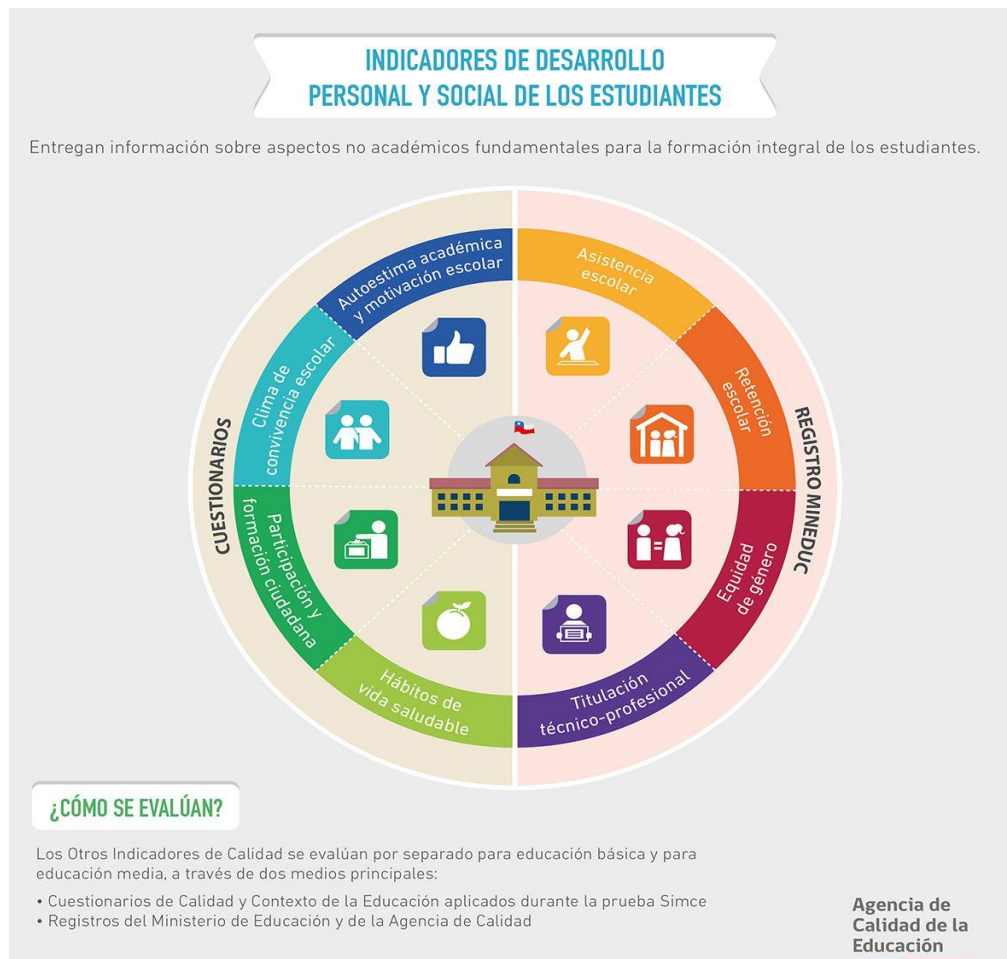 INDICADORES DE DESARROLLO
PERSONAL Y SOCIAL DE LOS ESTUDIANTES
Entregan información sobre aspectos no académicos fundamentales para la formación integral de los estudiantes.
CUESTIONARIOS
Autoestima académica
y motivación escolar
Clima de
convivencia escolar
Participación y
formación ciudadana
Hábitos de
vida saludable
REGISTRO MINEDUC
Asistencia
escolar
Retención
escolar
Equidad
de género
Titulación
técnico-profesional
¿CÓMO SE EVALÚAN?
Los Otros Indicadores de Calidad se evalúan por separado para educación básica y para
educación media, a través de dos medios principales:
• Cuestionarios de Calidad y Contexto de la Educación aplicados durante la prueba Simce
• Registros del Ministerio de Educación y de la Agencia de Calidad
Agencia de
Calidad de la
Educación